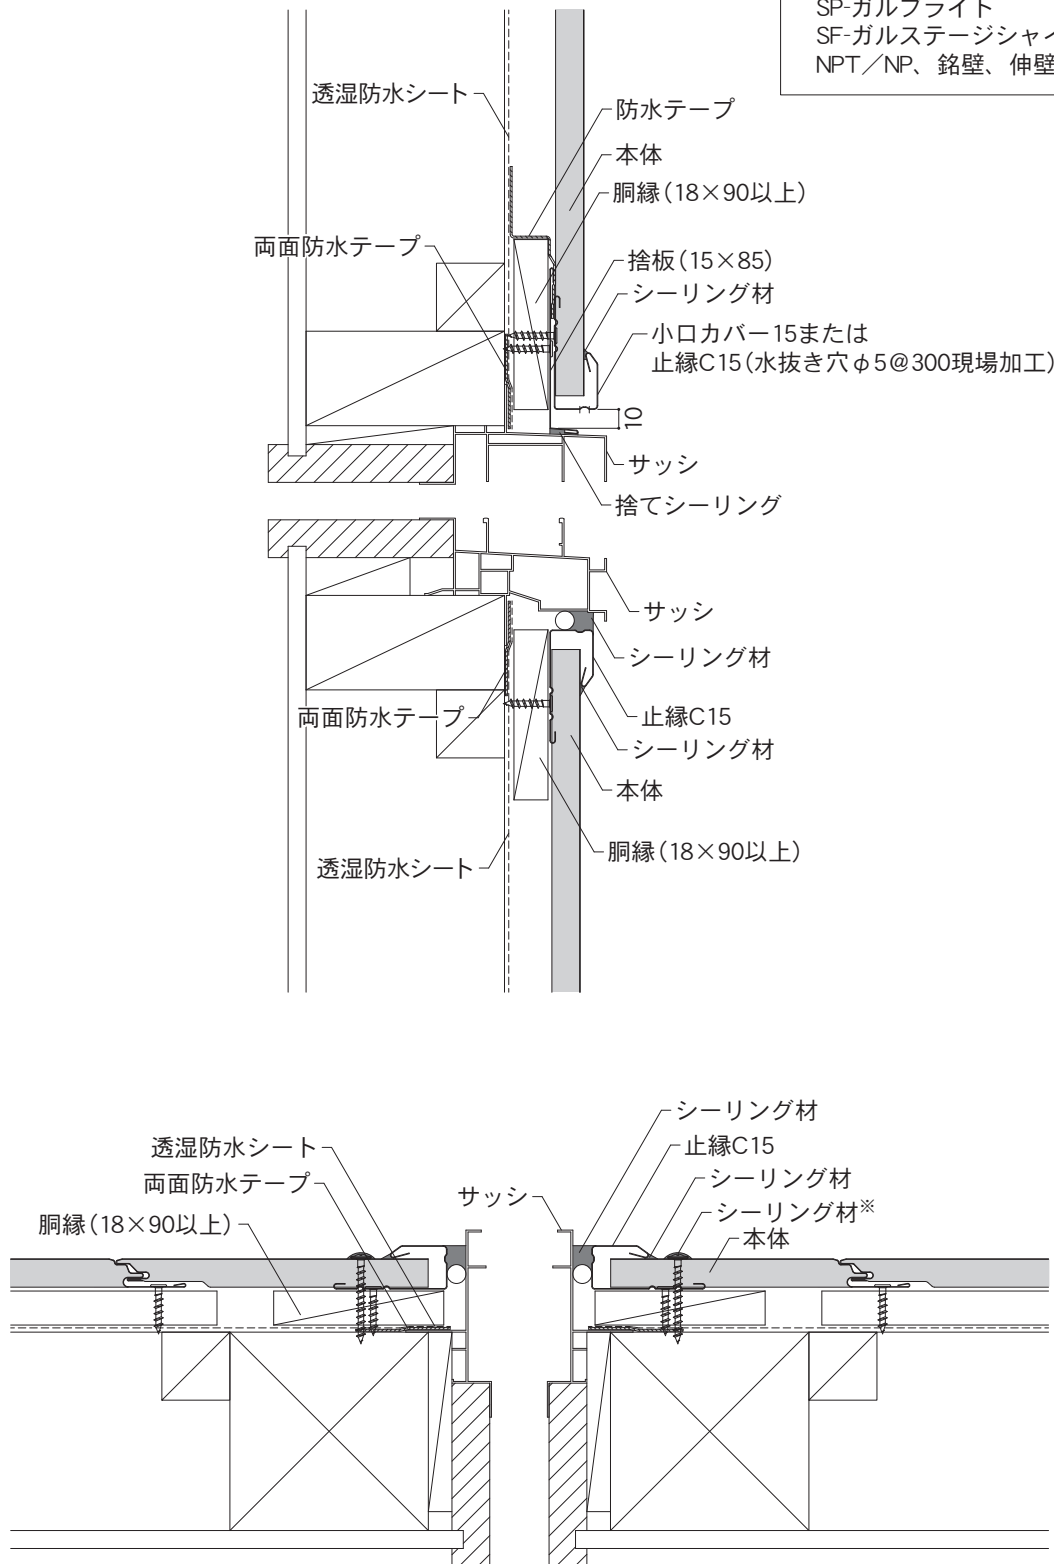 SP-ガルブライト
SF-ガルステージシャイ
NPT／NP、銘壁、伸壁
透湿防水シート
防水テープ
本体
胴縁（18×90以上）
両面防水テープ
捨板（15×85）
シーリング材
小口カバー15または
止縁C15（水抜き穴φ5@300現場加工）
10
サッシ
捨てシーリング
サッシ
シーリング材
両面防水テープ
止縁C15
シーリング材
本体
胴縁（18×90以上）
透湿防水シート
シーリング材
透湿防水シート
止縁C15
両面防水テープ
シーリング材
サッシ
シーリング材※
胴縁（18×90以上）
本体